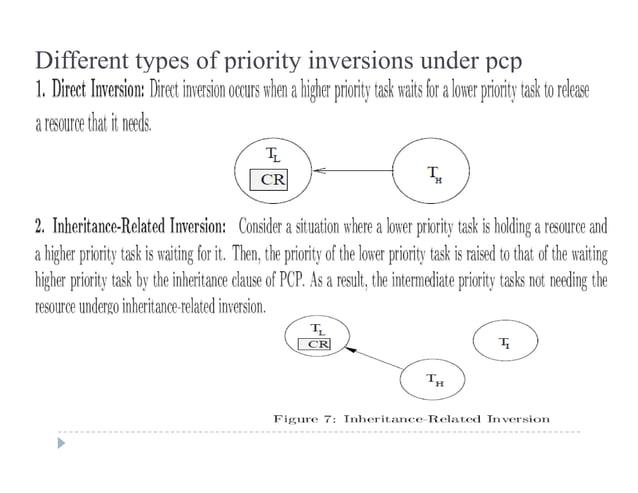 Different types of priority inversions under pcp
1. Direct Inversion: Direct inversion occurs when a higher priority task waits for a lower priority task to release
a resource that it needs.
TL
CR
TH
2. Inheritance-Related Inversion: Consider a situation where a lower priority task is holding a resource and
a higher priority task is waiting for it. Then, the priority of the lower priority task is raised to that of the waiting
higher priority task by the inheritance clause of PCP. As a result, the intermediate priority tasks not needing the
resource undergo inheritance-related inversion.
TL
CR
TI
TH
Figure 7: Inheritance-Related Inversion